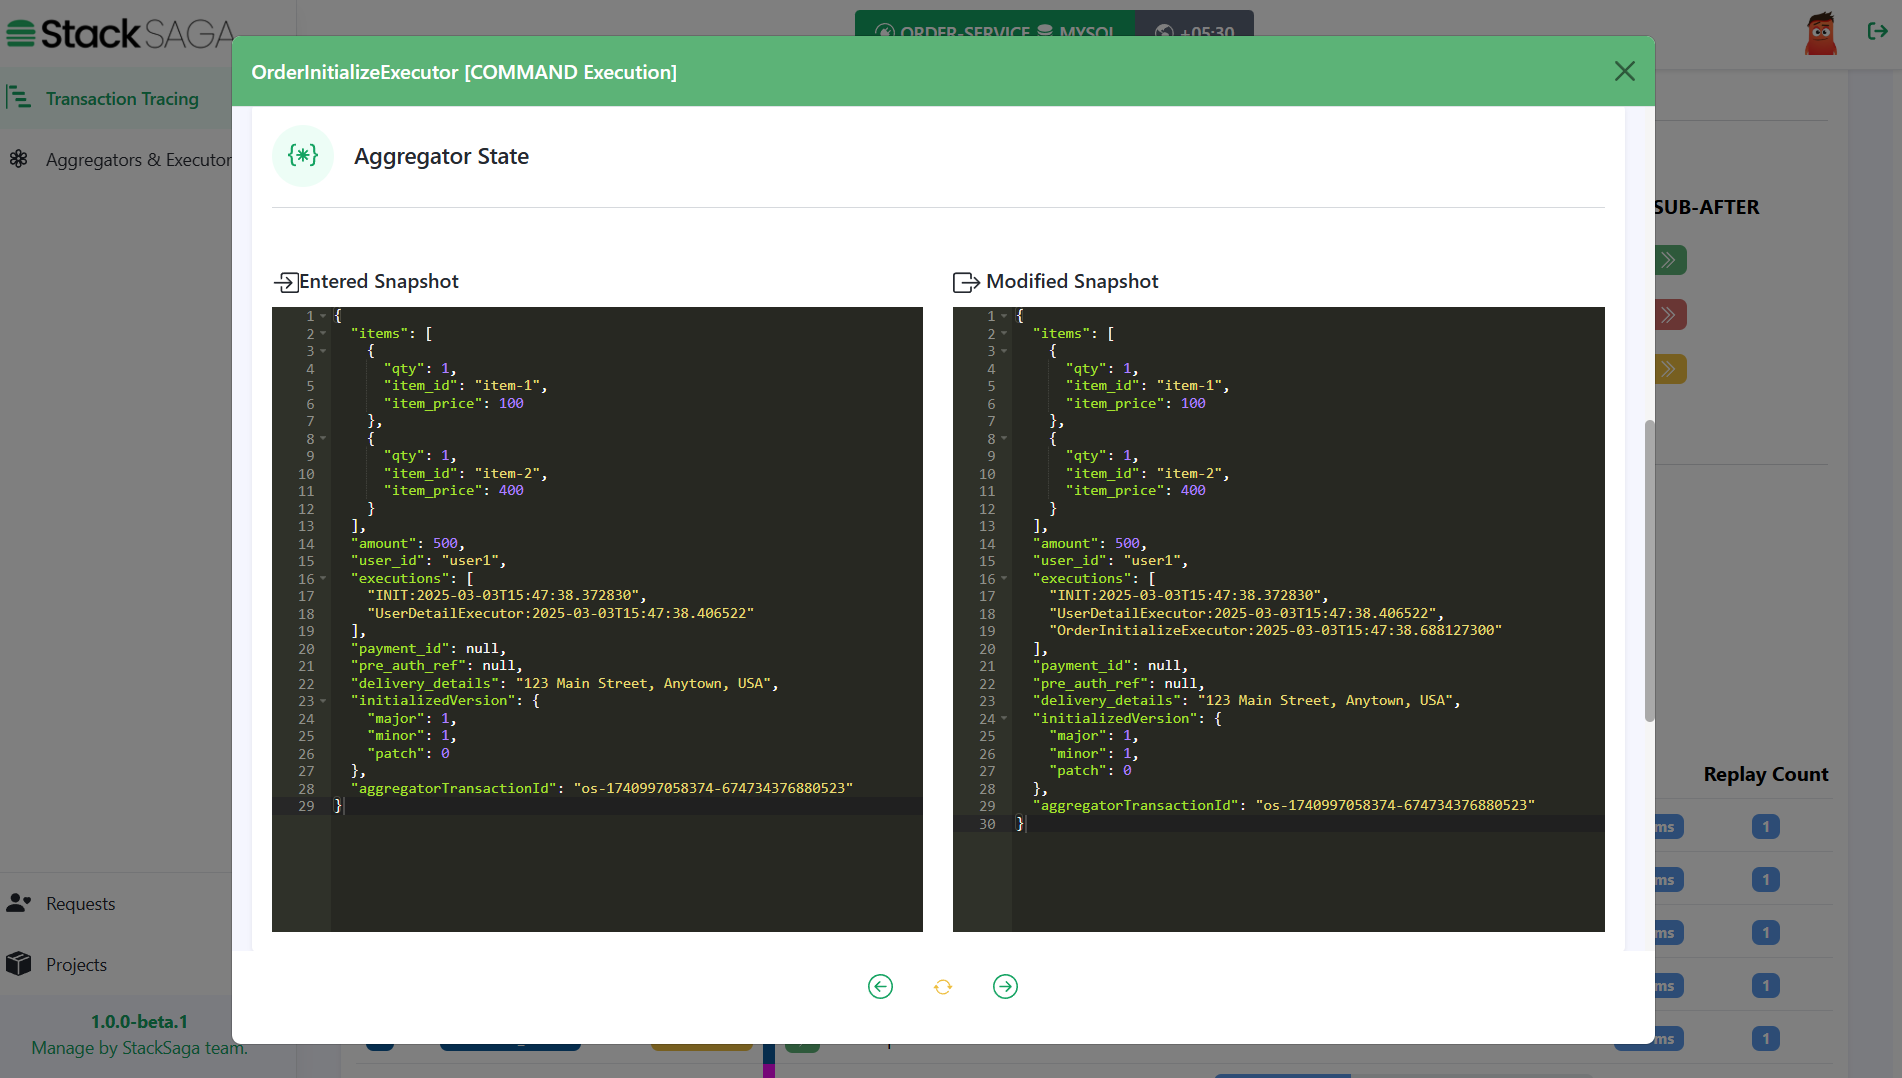 StackSAGA
ORDER-SERVICE MYSQL
+05:30
OrderInitializeExecutor [COMMAND Execution]
Transaction Tracing
Aggregators & Executor
Aggregator State
SUB-AFTER
Entered Snapshot
1 {
2 "items": [
3 {
4 "qty": 1,
5 "item_id": "item-1",
6 "item_price": 100
7 },
8 {
9 "qty": 1,
10 "item_id": "item-2",
11 "item_price": 400
12 }
13 ],
14 "amount": 500,
15 "user_id": "user1",
16 "executions": [
17 "INIT:2025-03-03T15:47:38.372830",
18 "UserDetailExecutor:2025-03-03T15:47:38.406522"
19 ],
20 "payment_id": null,
21 "pre_auth_ref": null,
22 "delivery_details": "123 Main Street, Anytown, USA",
23 "initializedVersion": {
24 "major": 1,
25 "minor": 1,
26 "patch": 0
27 },
28 "aggregatorTransactionId": "os-1740997058374-674734376880523"
29 }
Modified Snapshot
1 {
2 "items": [
3 {
4 "qty": 1,
5 "item_id": "item-1",
6 "item_price": 100
7 },
8 {
9 "qty": 1,
10 "item_id": "item-2",
11 "item_price": 400
12 }
13 ],
14 "amount": 500,
15 "user_id": "user1",
16 "executions": [
17 "INIT:2025-03-03T15:47:38.372830",
18 "UserDetailExecutor:2025-03-03T15:47:38.406522",
19 "OrderInitializeExecutor:2025-03-03T15:47:38.688127300"
20 ],
21 "payment_id": null,
22 "pre_auth_ref": null,
23 "delivery_details": "123 Main Street, Anytown, USA",
24 "initializedVersion": {
25 "major": 1,
26 "minor": 1,
27 "patch": 0
28 },
29 "aggregatorTransactionId": "os-1740997058374-674734376880523"
30 }
Replay Count
ms 1
ms 1
ms 1
ms 1
ms 1
Requests
Projects
1.0.0-beta.1
Manage by StackSaga team.